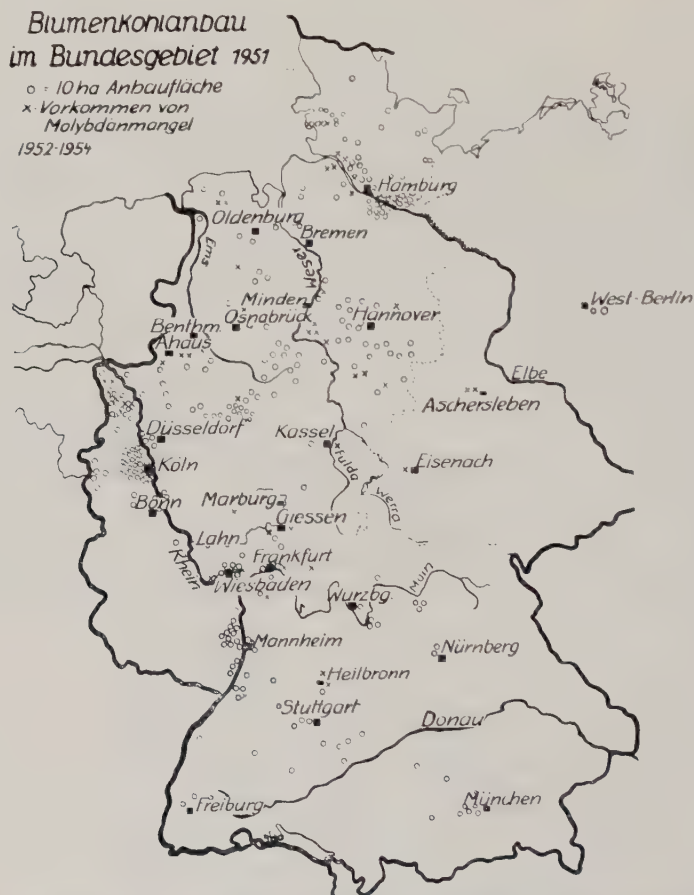 Blumenkohlanbau
im Bundesgebiet 1951
o = 10 ha Anbaufläche
x - Vorkommen von
Molybdänmangel
1952-1954
Hamburg
Oldenburg
Bremen
Ems
Weser
West-Berlin
Minden
Osnabrück
Hannover
Benthm.
Ahaus
Elbe
Aschersleben
Düsseldorf
Kassel
Fulda
Eisenach
Köln
Werra
Marburg
Bonn
Giessen
Lahn
Rhein
Frankfurt
Wiesbaden
Main
Wurzbg.
Mannheim
Nürnberg
Heilbronn
Stuttgart
Donau
Freiburg
München